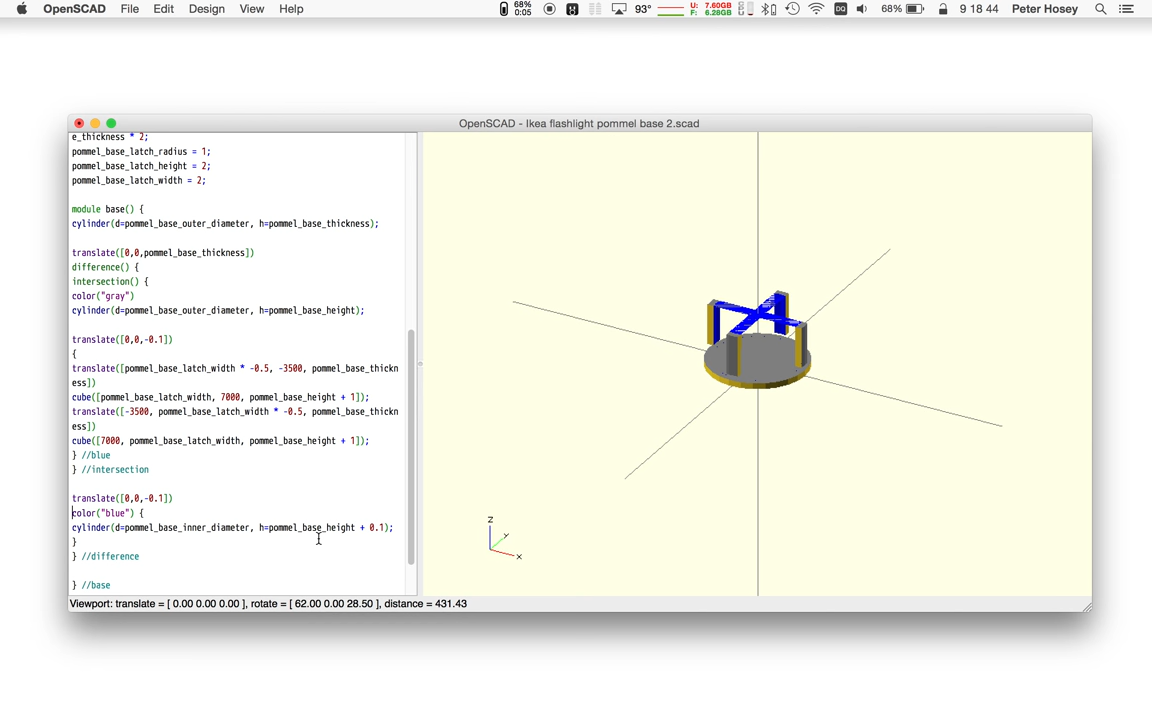 OpenSCAD File Edit Design View Help 68% 0:05 93° U: 7.60GB F: 6.28GB DQ 68% 9 18 44 Peter Hosey
OpenSCAD - Ikea flashlight pommel base 2.scad
e_thickness * 2;
pommel_base_latch_radius = 1;
pommel_base_latch_height = 2;
pommel_base_latch_width = 2;
module base() {
cylinder(d=pommel_base_outer_diameter, h=pommel_base_thickness);
translate([0,0,pommel_base_thickness])
difference() {
intersection() {
color("gray")
cylinder(d=pommel_base_outer_diameter, h=pommel_base_height);
translate([0,0,-0.1])
{
translate([pommel_base_latch_width * -0.5, -3500, pommel_base_thickn
ess])
cube([pommel_base_latch_width, 7000, pommel_base_height + 1]);
translate([-3500, pommel_base_latch_width * -0.5, pommel_base_thickn
ess])
cube([7000, pommel_base_latch_width, pommel_base_height + 1]);
} //blue
} //intersection
translate([0,0,-0.1])
color("blue") {
cylinder(d=pommel_base_inner_diameter, h=pommel_base_height + 0.1);
}
} //difference
} //base
Z
Y
X
Viewport: translate = [ 0.00 0.00 0.00 ], rotate = [ 62.00 0.00 28.50 ], distance = 431.43